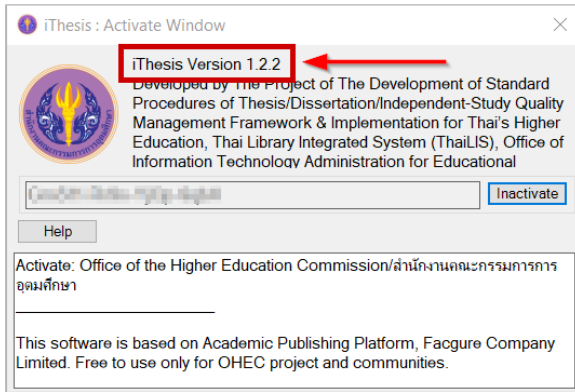 iThesis : Activate Window
iThesis Version 1.2.2
Developed by The Project of The Development of Standard
Procedures of Thesis/Dissertation/Independent-Study Quality
Management Framework & Implementation for Thai's Higher
Education, Thai Library Integrated System (ThaiLIS), Office of
Information Technology Administration for Educational
Inactivate
Help
Activate: Office of the Higher Education Commission/สำนักงานคณะกรรมการการ
อุดมศึกษา
This software is based on Academic Publishing Platform, Facgure Company
Limited. Free to use only for OHEC project and communities.